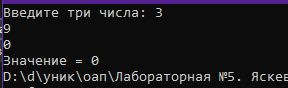 Введите три числа: 3
9
0
Значение = 0
D:\d\уник\оап\Лабораторная №5. Яскев